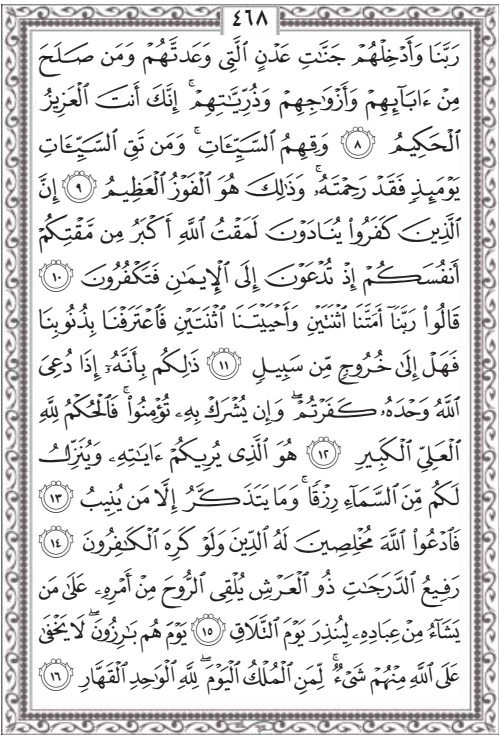 ٤٦٨
رَبَّنَا وَأَدْخِلْهُمْ جَنَّٰتِ عَدْنٍ ٱلَّتِى وَعَدتَّهُمْ وَمَن صَلَحَ
مِنْ ءَابَآئِهِمْ وَأَزْوَٰجِهِمْ وَذُرِّيَّٰتِهِمْ ۚ إِنَّكَ أَنتَ ٱلْعَزِيزُ
ٱلْحَكِيمُ ٨ وَقِهِمُ ٱلسَّيِّـَٔاتِ ۚ وَمَن تَقِ ٱلسَّيِّـَٔاتِ
يَوْمَئِذٍ فَقَدْ رَحِمْتَهُۥ ۚ وَذَٰلِكَ هُوَ ٱلْفَوْزُ ٱلْعَظِيمُ ٩ إِنَّ
ٱلَّذِينَ كَفَرُوا۟ يُنَادَوْنَ لَمَقْتُ ٱللَّهِ أَكْبَرُ مِن مَّقْتِكُمْ
أَنفُسَكُمْ إِذْ تُدْعَوْنَ إِلَى ٱلْإِيمَٰنِ فَتَكْفُرُونَ ١٠
قَالُوا۟ رَبَّنَآ أَمَتَّنَا ٱثْنَتَيْنِ وَأَحْيَيْتَنَا ٱثْنَتَيْنِ فَٱعْتَرَفْنَا بِذُنُوبِنَا
فَهَلْ إِلَىٰ خُرُوجٍ مِّن سَبِيلٍ ١١ ذَٰلِكُم بِأَنَّهُۥٓ إِذَا دُعِىَ
ٱللَّهُ وَحْدَهُۥ كَفَرْتُمْ ۖ وَإِن يُشْرَكْ بِهِۦ تُؤْمِنُوا۟ ۚ فَٱلْحُكْمُ لِلَّهِ
ٱلْعَلِىِّ ٱلْكَبِيرِ ١٢ هُوَ ٱلَّذِى يُرِيكُمْ ءَايَٰتِهِۦ وَيُنَزِّلُ
لَكُم مِّنَ ٱلسَّمَآءِ رِزْقًا ۚ وَمَا يَتَذَكَّرُ إِلَّا مَن يُنِيبُ ١٣
فَٱدْعُوا۟ ٱللَّهَ مُخْلِصِينَ لَهُ ٱلدِّينَ وَلَوْ كَرِهَ ٱلْكَٰفِرُونَ ١٤
رَفِيعُ ٱلدَّرَجَٰتِ ذُو ٱلْعَرْشِ يُلْقِى ٱلرُّوحَ مِنْ أَمْرِهِۦ عَلَىٰ مَن
يَشَآءُ مِنْ عِبَادِهِۦ لِيُنذِرَ يَوْمَ ٱلتَّلَاقِ ١٥ يَوْمَ هُم بَٰرِزُونَ ۖ لَا يَخْفَىٰ
عَلَى ٱللَّهِ مِنْهُمْ شَىْءٌ ۚ لِّمَنِ ٱلْمُلْكُ ٱلْيَوْمَ ۖ لِلَّهِ ٱلْوَٰحِدِ ٱلْقَهَّارِ ١٦